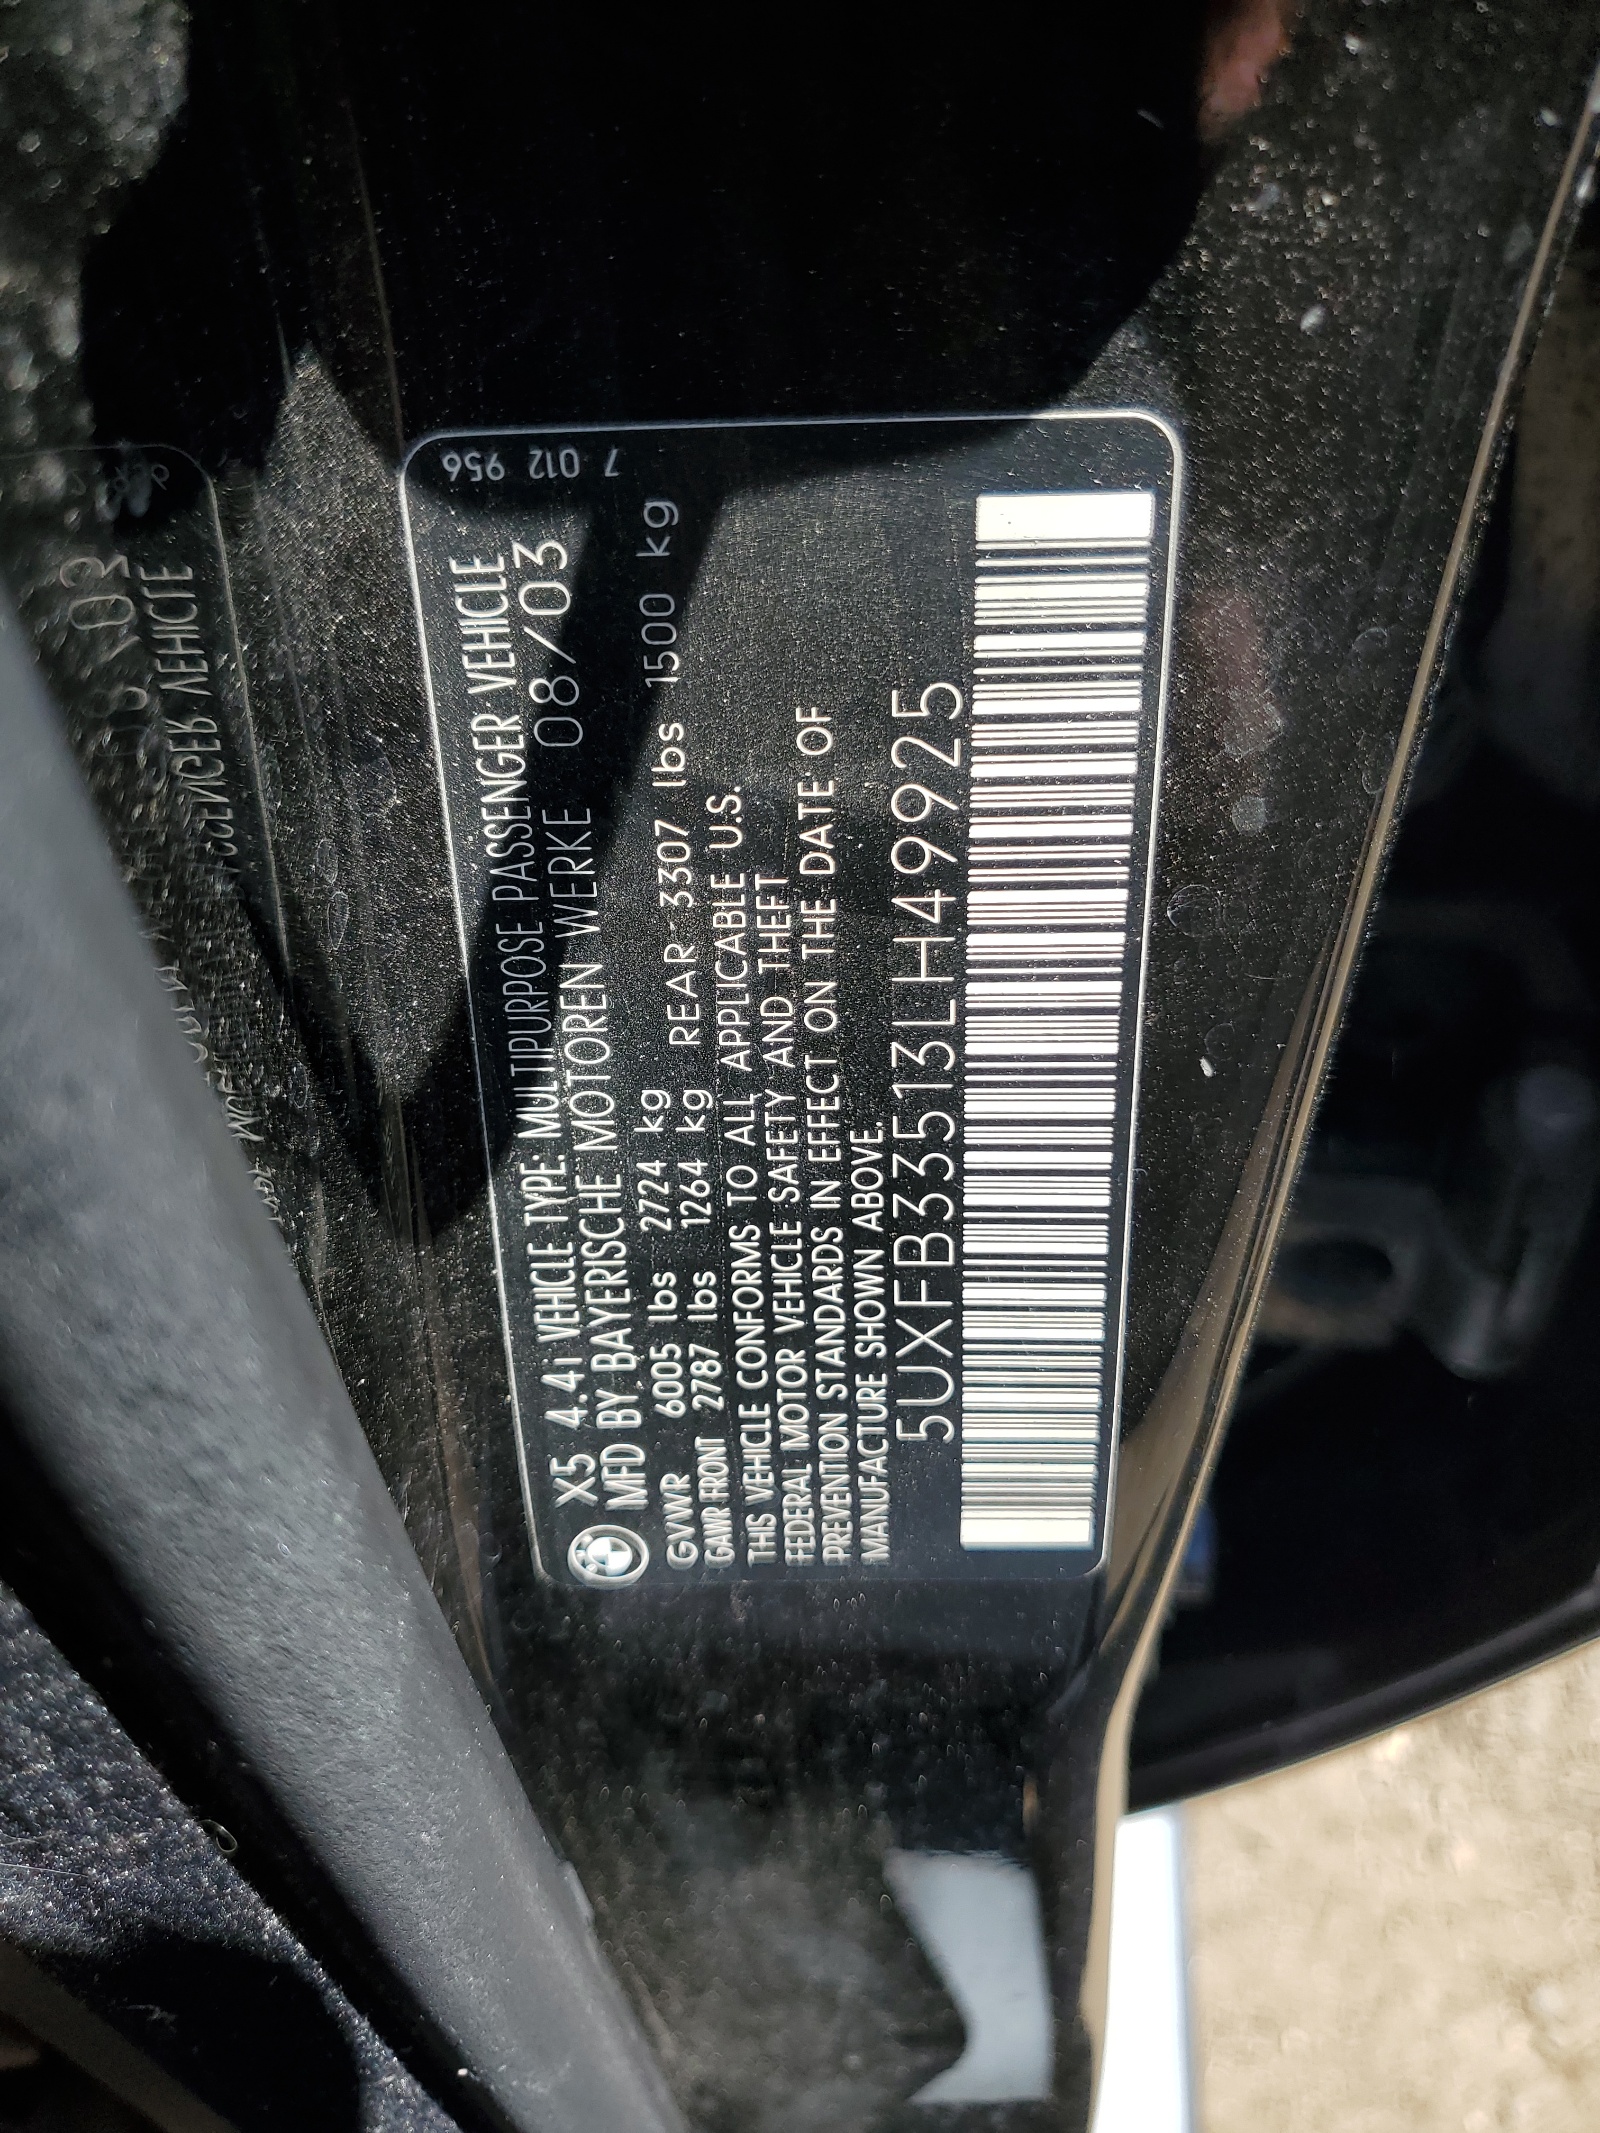 X5 4.4i VEHICLE TYPE: MULTIPURPOSE PASSENGER VEHICLE
MFD BY BAYERISCHE MOTOREN WERKE 08/03
GVWR 6005 lbs 2724 kg
GAWR FRONT 2787 lbs 1264 kg REAR 3307 lbs 1500 kg
THIS VEHICLE CONFORMS TO ALL APPLICABLE U.S.
FEDERAL MOTOR VEHICLE SAFETY AND THEFT
PREVENTION STANDARDS IN EFFECT ON THE DATE OF
MANUFACTURE SHOWN ABOVE.
5UXFB33513LH49925
7 012 956